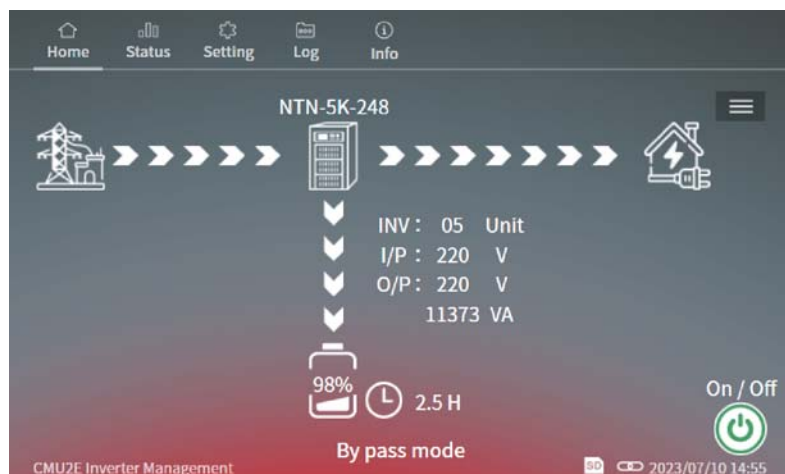 Home Status Setting Log Info
NTN-5K-248
INV : 05 Unit
I/P : 220 V
O/P : 220 V
11373 VA
98%
2.5 H
On / Off
By pass mode
CMU2E Inverter Management
SD 2023/07/10 14:55